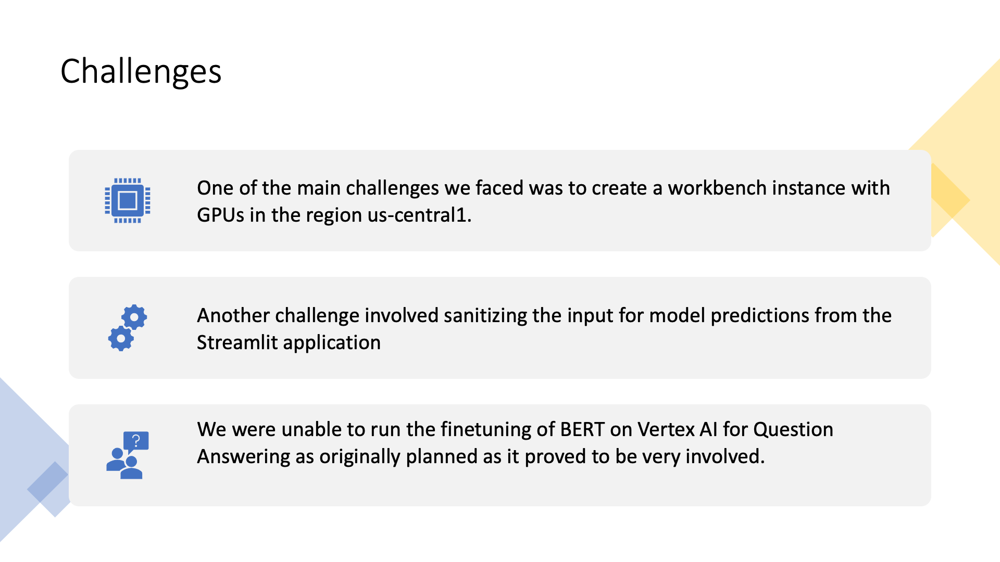 Challenges
One of the main challenges we faced was to create a workbench instance with
GPUs in the region us-central1.
Another challenge involved sanitizing the input for model predictions from the
Streamlit application
?
We were unable to run the finetuning of BERT on Vertex AI for Question
Answering as originally planned as it proved to be very involved.